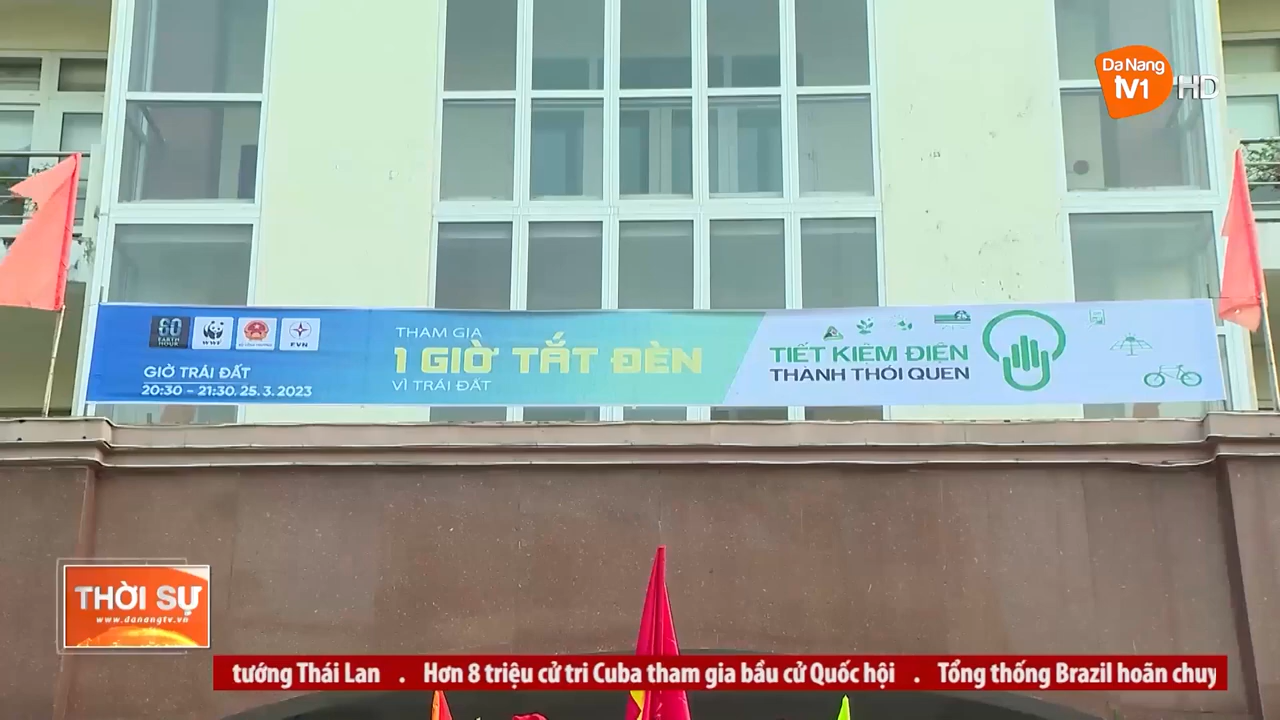 Da Nang
TV1 HD
60
EARTH HOUR
WWF
BỘ CÔNG THƯƠNG
EVN
GIỜ TRÁI ĐẤT
20:30 - 21:30, 25.3.2023
THAM GIA
1 GIỜ TẮT ĐÈN
VÌ TRÁI ĐẤT
TIẾT KIỆM ĐIỆN
THÀNH THÓI QUEN
THỜI SỰ
www.danangtv.vn
tướng Thái Lan . Hơn 8 triệu cử tri Cuba tham gia bầu cử Quốc hội . Tổng thống Brazil hoãn chuy